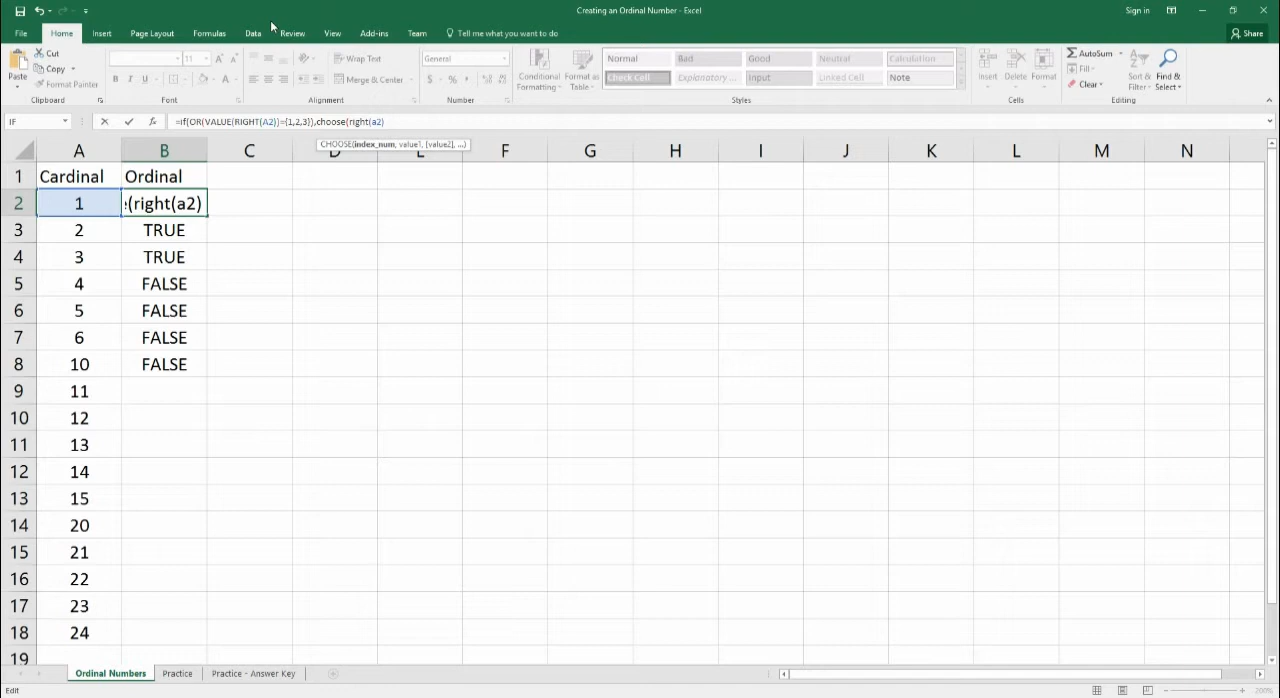 Creating an Ordinal Number - Excel
Sign in
File Home Insert Page Layout Formulas Data Review View Add-ins Team Tell me what you want to do Share
Paste Cut Copy Format Painter Clipboard
11 A A B I U A Font
Wrap Text Merge & Center Alignment
General $ % , Number
Conditional Formatting Format as Table
Normal Bad Good Neutral Calculation
Check Cell Explanatory ... Input Linked Cell Note
Styles
Insert Delete Format Cells
AutoSum Fill Clear Sort & Filter Find & Select Editing
IF fx =if(OR(VALUE(RIGHT(A2))={1,2,3}),choose(right(a2)
CHOOSE(index_num, value1, [value2], ...)
A B C D E F G H I J K L M N
1 Cardinal Ordinal
2 1 (right(a2)
3 2 TRUE
4 3 TRUE
5 4 FALSE
6 5 FALSE
7 6 FALSE
8 10 FALSE
9 11
10 12
11 13
12 14
13 15
14 20
15 21
16 22
17 23
18 24
19
Ordinal Numbers Practice Practice - Answer Key
Edit
200%